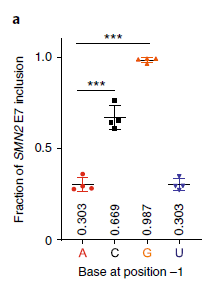 a
***
***
1.0
0.5
0
Fraction of SMN2 E7 inclusion
0.303
0.669
0.987
0.303
A C G U
Base at position –1